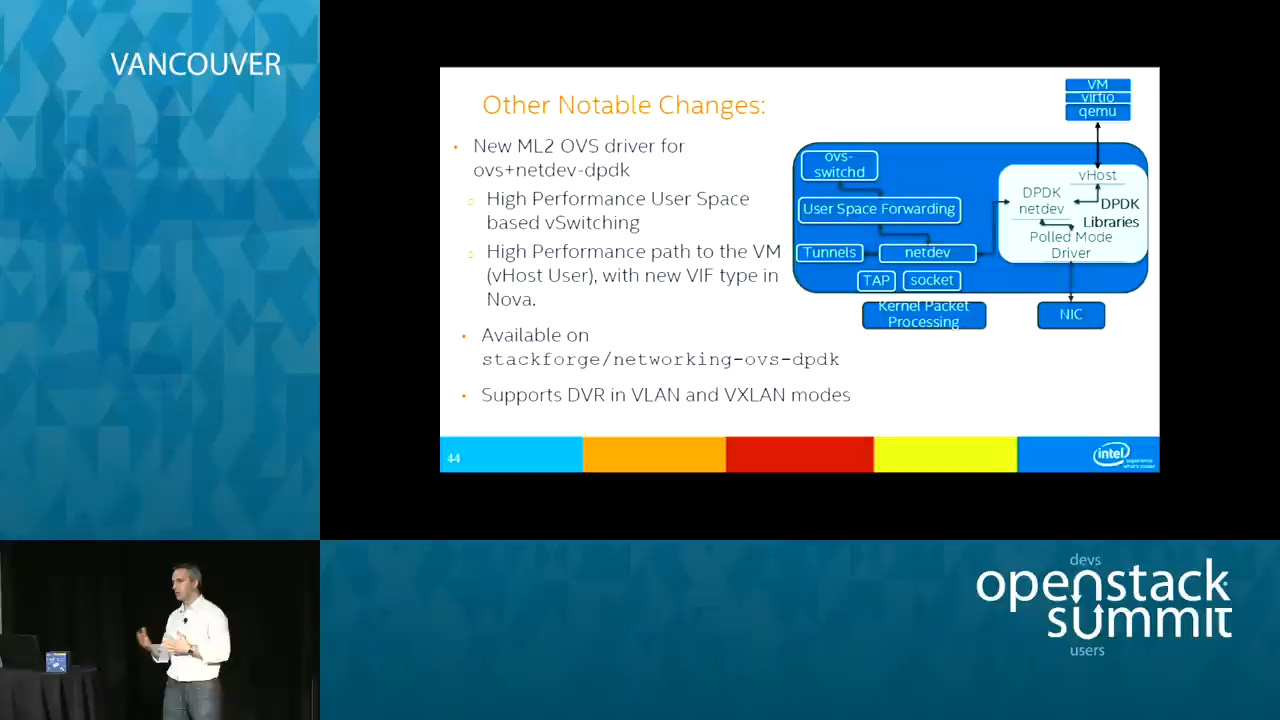 VANCOUVER
Other Notable Changes:
• New ML2 OVS driver for
ovs+netdev-dpdk
High Performance User Space
based vSwitching
High Performance path to the VM
(vHost User), with new VIF type in
Nova.
• Available on
stackforge/networking-ovs-dpdk
• Supports DVR in VLAN and VXLAN modes
VM
virtio
qemu
ovs-
switchd
User Space Forwarding
Tunnels
netdev
TAP
socket
Kernel Packet
Processing
vHost
DPDK
netdev
DPDK
Libraries
Polled Mode
Driver
NIC
44
intel
devs
openstack
summit
users